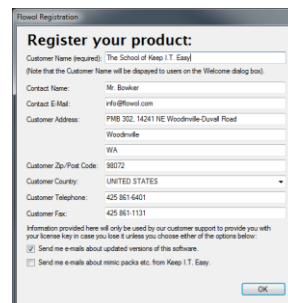 Flowol Registration
Register your product:
Customer Name (required): The School of Keep I.T. Easy
(Note that the Customer Name will be dispayed to users on the Welcome dialog box).
Contact Name: Mr. Bowker
Contact E-Mail: info@flowol.com
Customer Address: PMB 302, 14241 NE Woodinville-Duvall Road
Woodinville
WA
Customer Zip/Post Code: 98072
Customer Country: UNITED STATES
Customer Telephone: 425 861-6401
Customer Fax: 425 861-1131
Information provided here will only be used by our customer support to provide you with
your license key in case you lose it unless you choose either of the options below:
Send me e-mails about updated versions of this software.
Send me e-mails about mimic packs etc. from Keep I.T. Easy.
OK